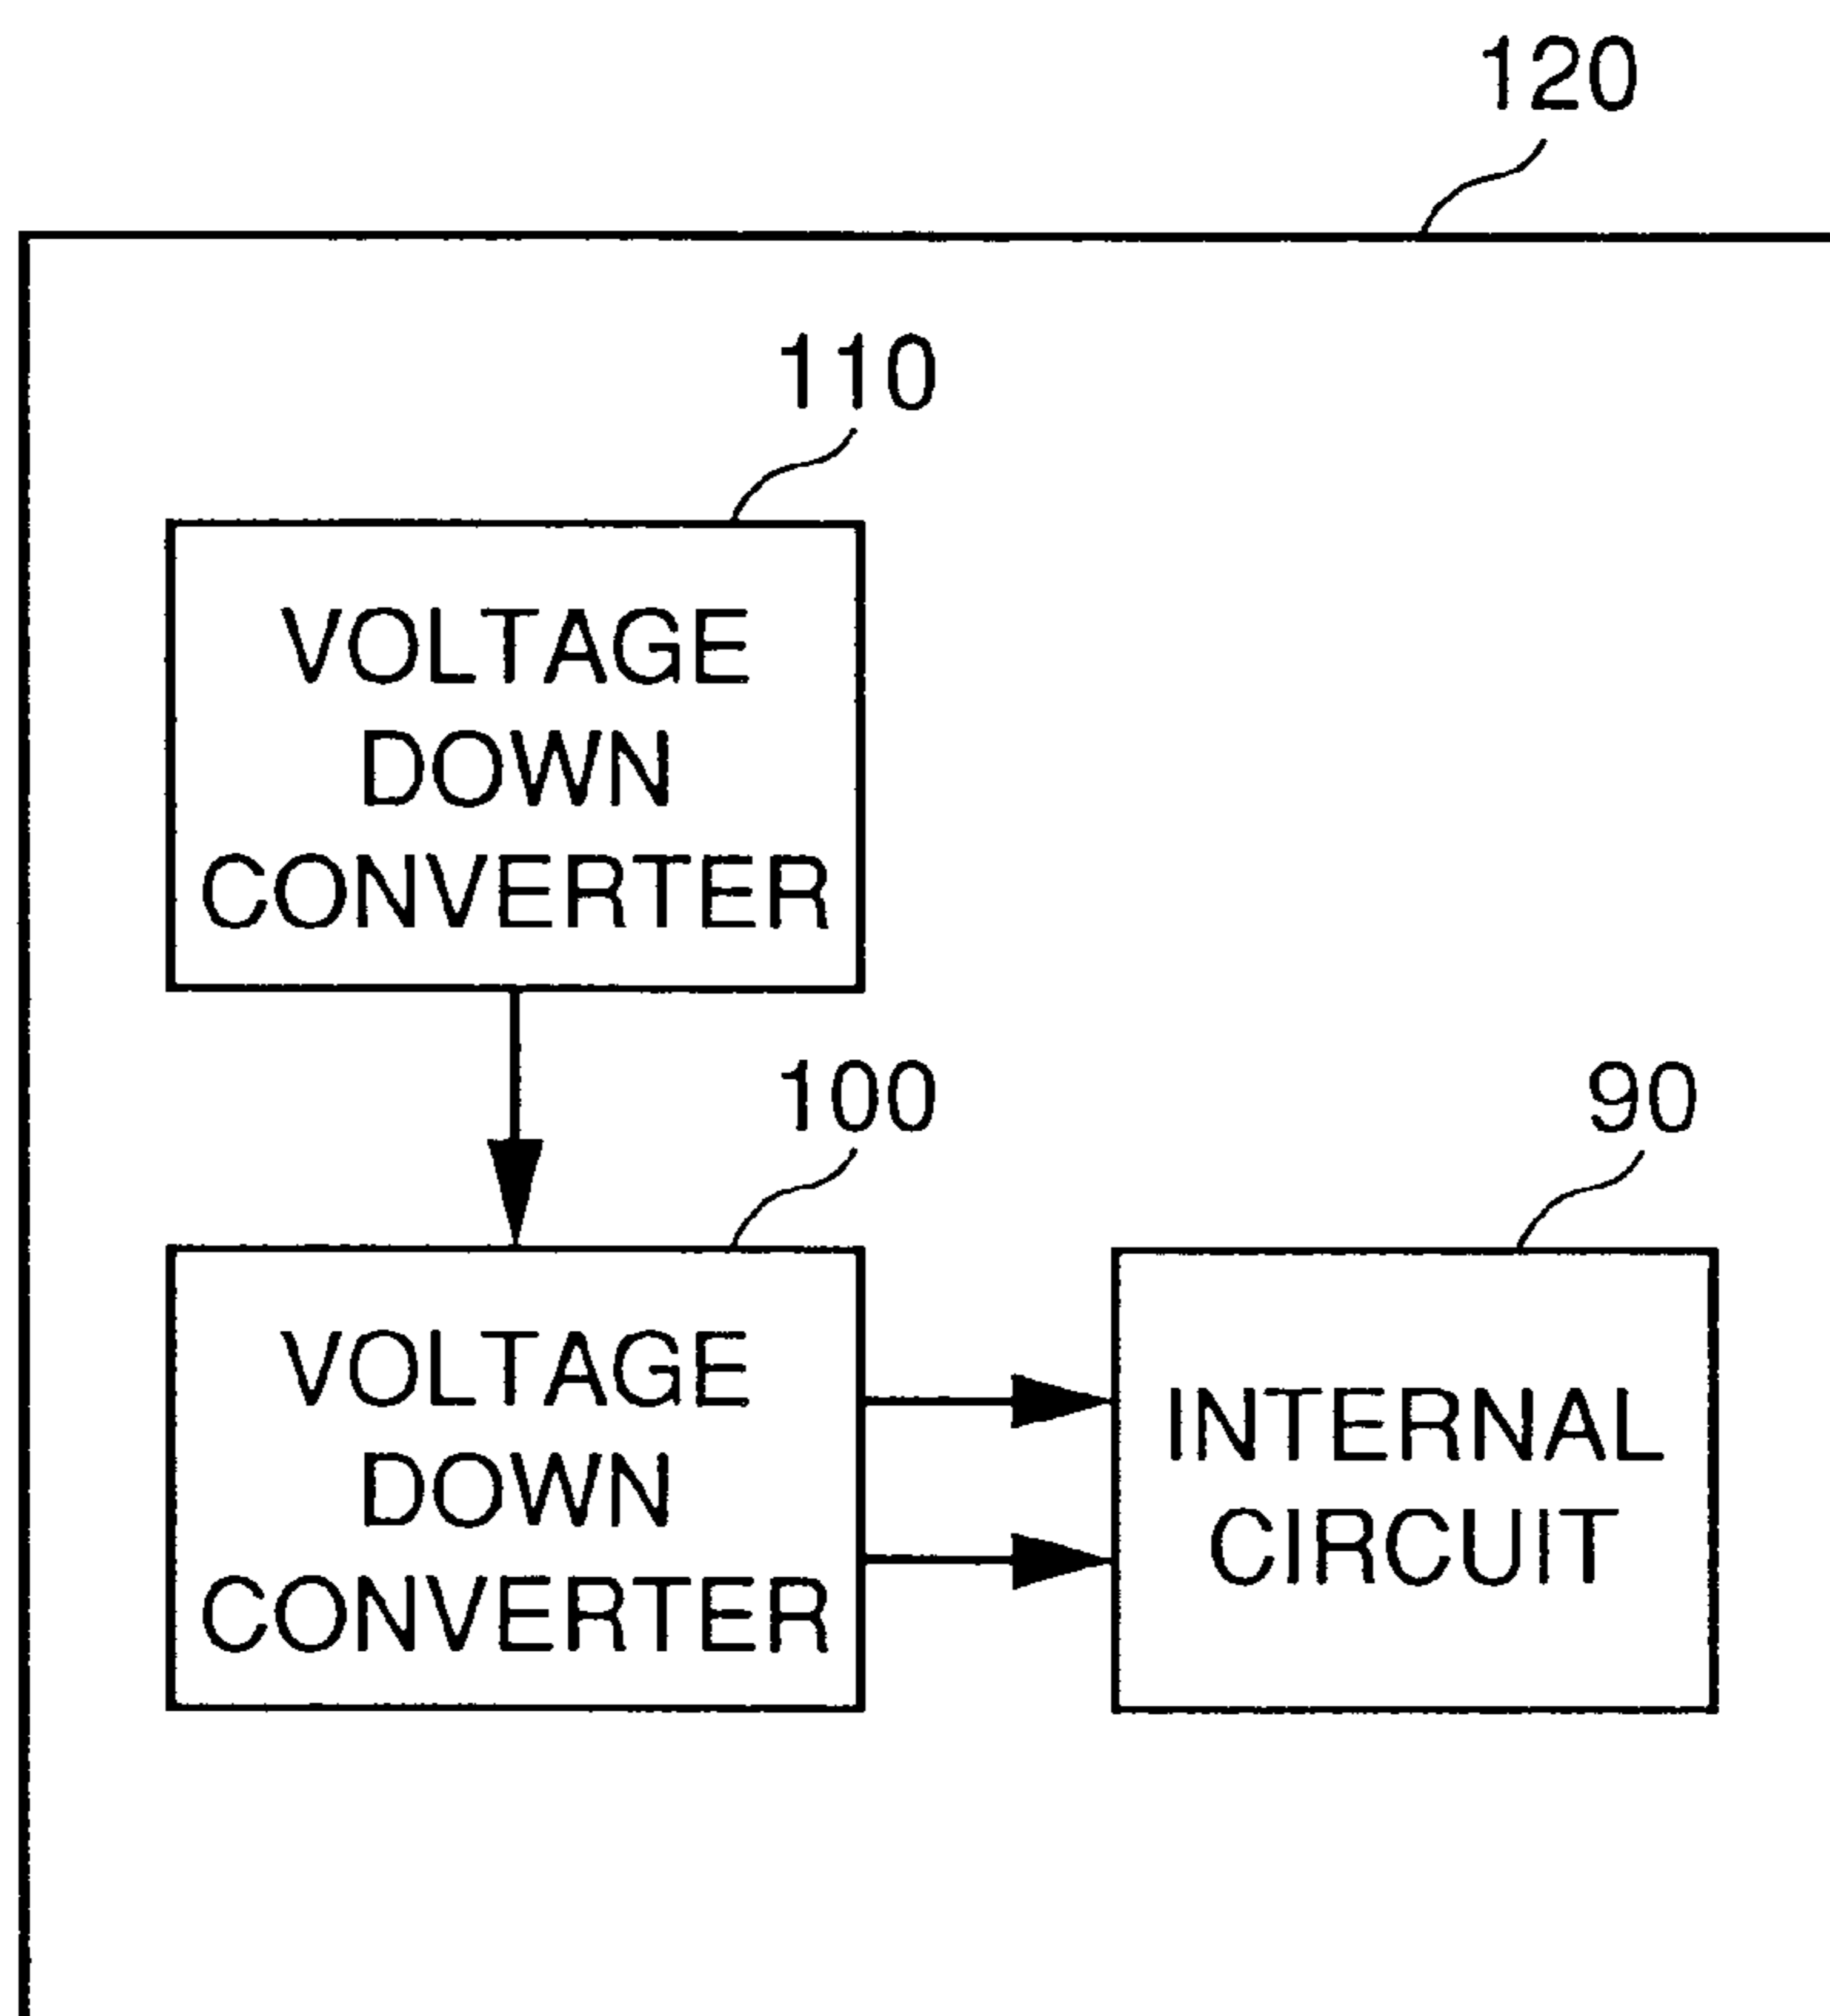 120
110
VOLTAGE
DOWN
CONVERTER
100
90
VOLTAGE
DOWN
CONVERTER
INTERNAL
CIRCUIT